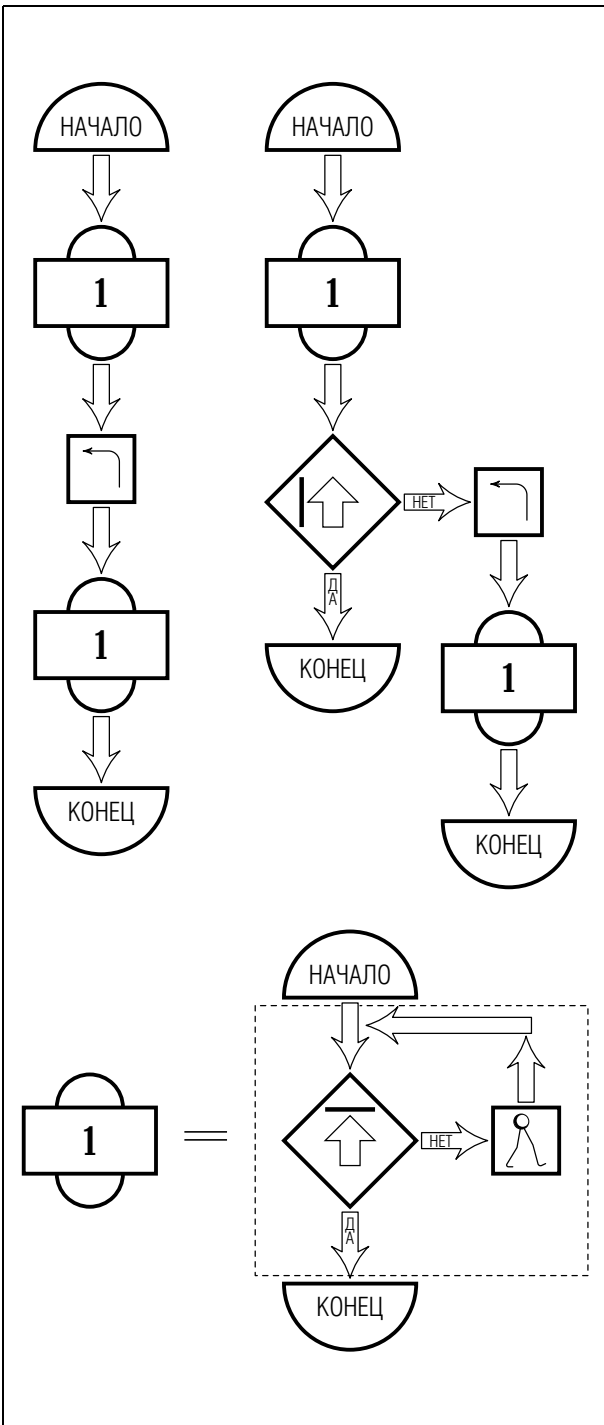 НАЧАЛО
НАЧАЛО
1
1
НЕТ
ДА
1
КОНЕЦ
1
КОНЕЦ
КОНЕЦ
НАЧАЛО
1
НЕТ
ДА
КОНЕЦ